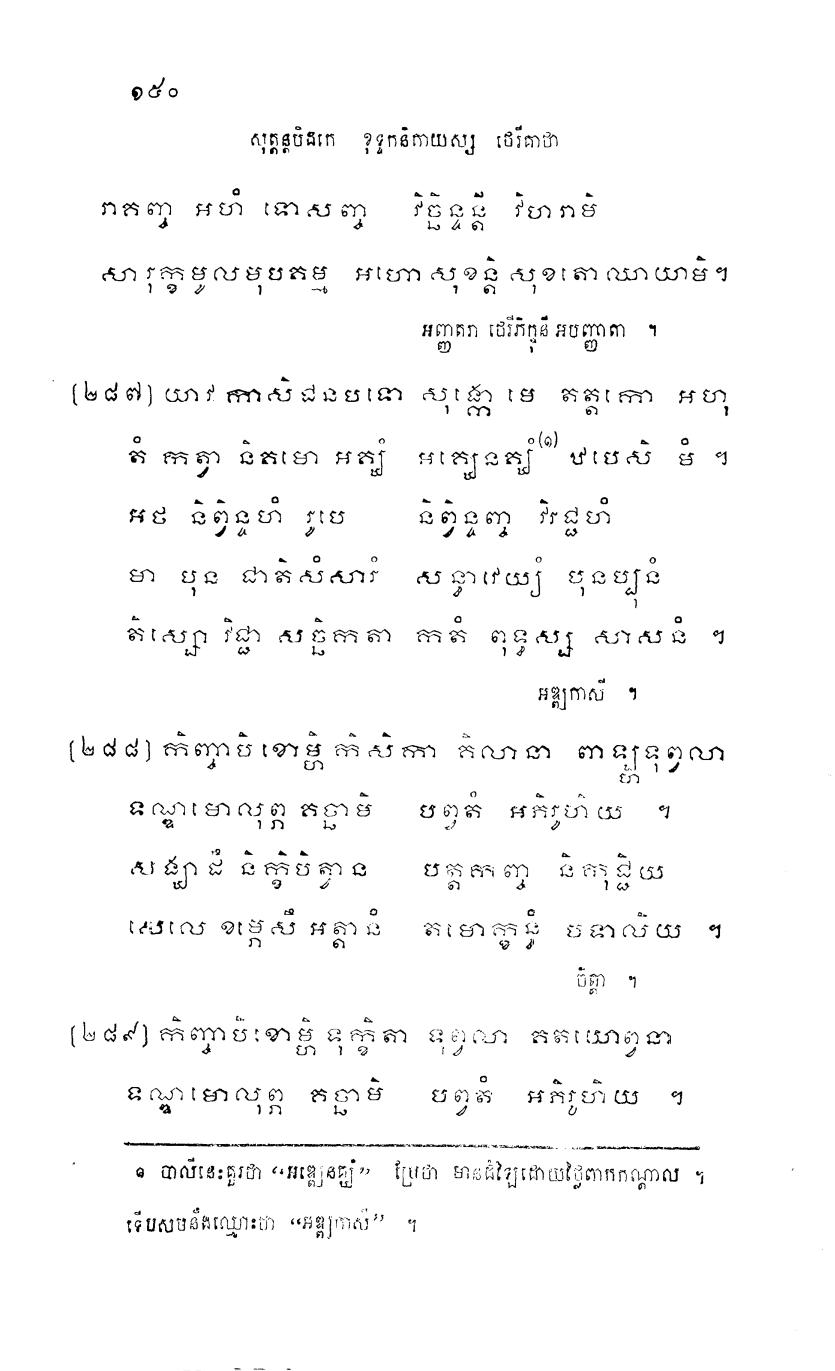 ១៥០
សុត្តន្តបិដកេ ខុទ្ទកនិកាយស្ស ថេរីគាថា
រាគញ្ច អហំ ទោសញ្ច វិច្ឆិន្ទន្តី វិហរាមិ
សា រុក្ខមូលមុបគម្ម អហោ សុខន្តិ សុខតោ ឈាយាមិ។
អញ្ញតរា ថេរីភិក្ខុនី អបញ្ញាតា ។
[២៨៧] យាវ កាសិជនបទោ សុង្កោ មេ តត្តកោ អហុ
តំ កត្វា និគមោ អគ្ឃំ អគ្ឃេនគ្ឃំ(១) ឋបេសិ មំ ។
អថ និព្វិន្ទហំ រូបេ និព្វិន្ទញ្ច វិរជ្ជហំ
មា បុន ជាតិសំសារំ សន្ធាវេយ្យំ បុនប្បុនំ
តិស្សោ វិជ្ជា សច្ឆិកតា កតំ ពុទ្ធស្ស សាសនំ ។
អឌ្ឍកាសី ។
[២៨៨] កិញ្ចាបិ ខោម្ហិ កិសិកា គិលានា ពាឡ្ហទុព្វលា
ទណ្ឌមោលុព្ភ គច្ឆាមិ បព្វតំ អភិរូហិយ ។
សង្ឃាដឹ និក្ខិបិត្វាន បត្តកញ្ច និកុជ្ជិយ
សេលេ ខម្ភេសឹ អត្តានំ តមោក្ខន្ធំ បទាលិយ ។
ចិត្តា ។
[២៨៩] កិញ្ចាបិ ខោម្ហិ ទុក្ខិតា ទុព្វលា គតយោព្វនា
ទណ្ឌមោលុព្ភ គច្ឆាមិ បព្វតំ អភិរូហិយ ។
១ បាលីនេះគួរថា “អឌ្ឍេនគ្ឃំ” ប្រែថា មានតំឡៃដោយថ្លៃពាក់កណ្តាល ។
ទើបសមនឹងឈ្មោះថា “អឌ្ឍកាសី” ។